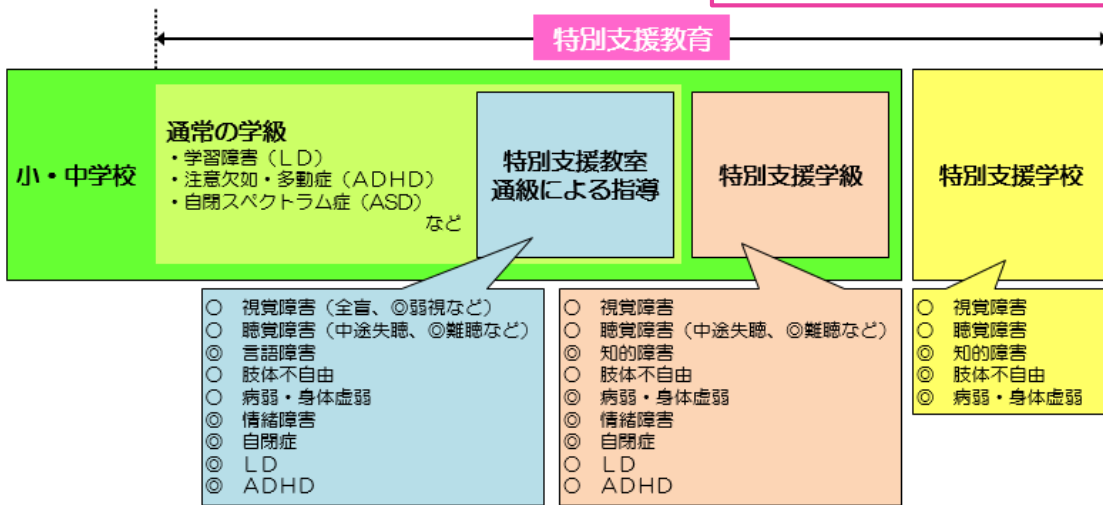 特別支援教育
小・中学校
通常の学級
・学習障害（ＬＤ）
・注意欠如・多動症（ＡＤＨＤ）
・自閉スペクトラム症（ASD）
など
特別支援教室
通級による指導
特別支援学級
特別支援学校
○　視覚障害（全盲、◎弱視など）
○　聴覚障害（中途失聴、◎難聴など）
◎　言語障害
○　肢体不自由
○　病弱・身体虚弱
◎　情緒障害
◎　自閉症
◎　ＬＤ
◎　ＡＤＨＤ
○　視覚障害
○　聴覚障害（中途失聴、◎難聴など）
◎　知的障害
○　肢体不自由
◎　病弱・身体虚弱
◎　情緒障害
◎　自閉症
○　ＬＤ
○　ＡＤＨＤ
○　視覚障害
○　聴覚障害
◎　知的障害
◎　肢体不自由
◎　病弱・身体虚弱